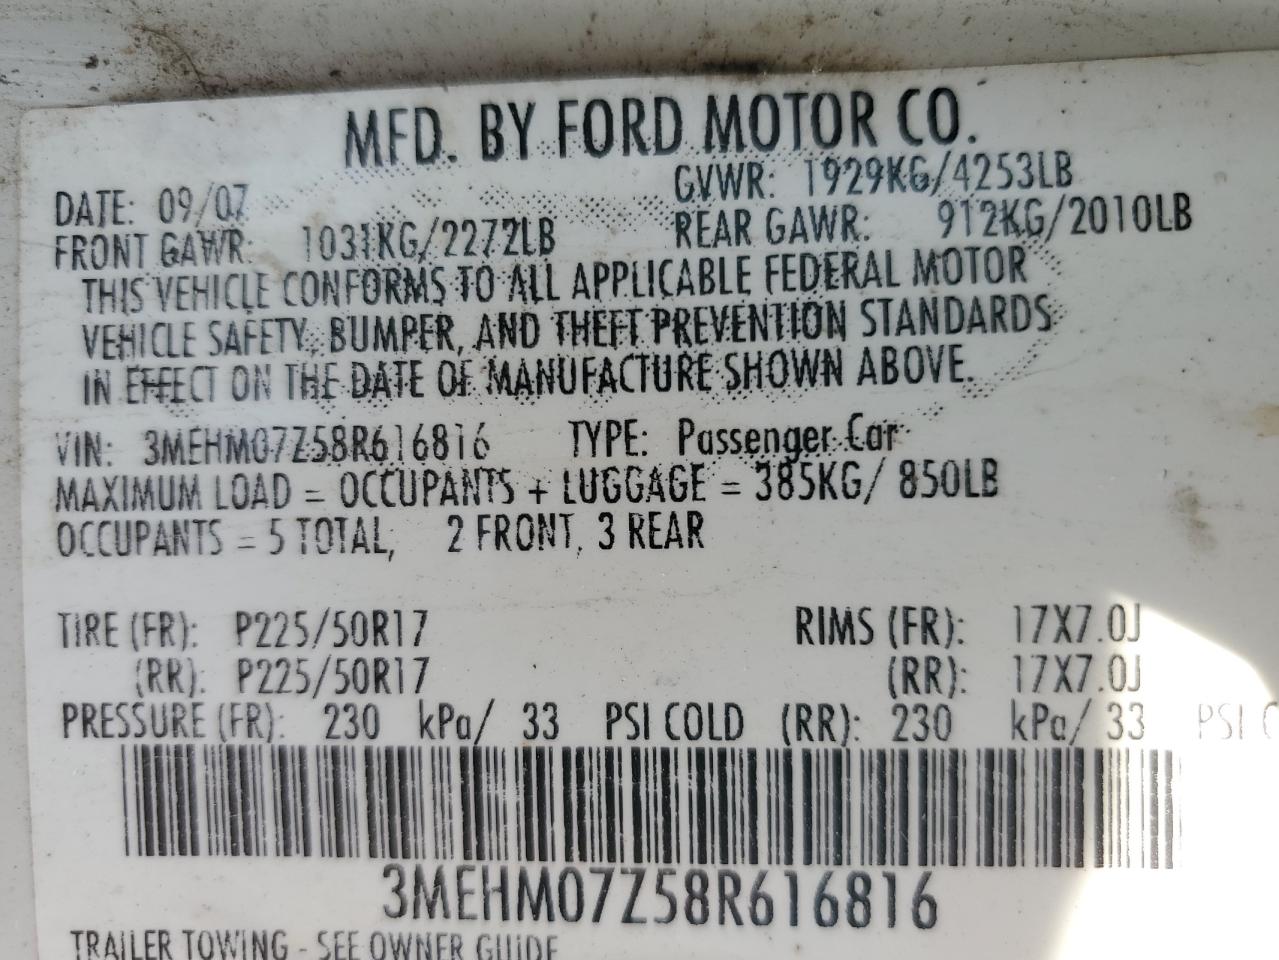 MFD. BY FORD MOTOR CO.
DATE: 09/07 GVWR: 1929KG/4253LB
FRONT GAWR: 1031KG/2272LB REAR GAWR: 912KG/2010LB
THIS VEHICLE CONFORMS TO ALL APPLICABLE FEDERAL MOTOR
VEHICLE SAFETY, BUMPER, AND THEFT PREVENTION STANDARDS
IN EFFECT ON THE DATE OF MANUFACTURE SHOWN ABOVE.
VIN: 3MEHM07Z58R616816 TYPE: Passenger Car
MAXIMUM LOAD = OCCUPANTS + LUGGAGE = 385KG/ 850LB
OCCUPANTS = 5 TOTAL, 2 FRONT, 3 REAR
TIRE (FR): P225/50R17 RIMS (FR): 17X7.0J
(RR): P225/50R17 (RR): 17X7.0J
PRESSURE (FR): 230 kPa/ 33 PSI COLD (RR): 230 kPa/ 33 PSI C
3MEHM07Z58R616816
TRAILER TOWING - SEE OWNER GUIDE